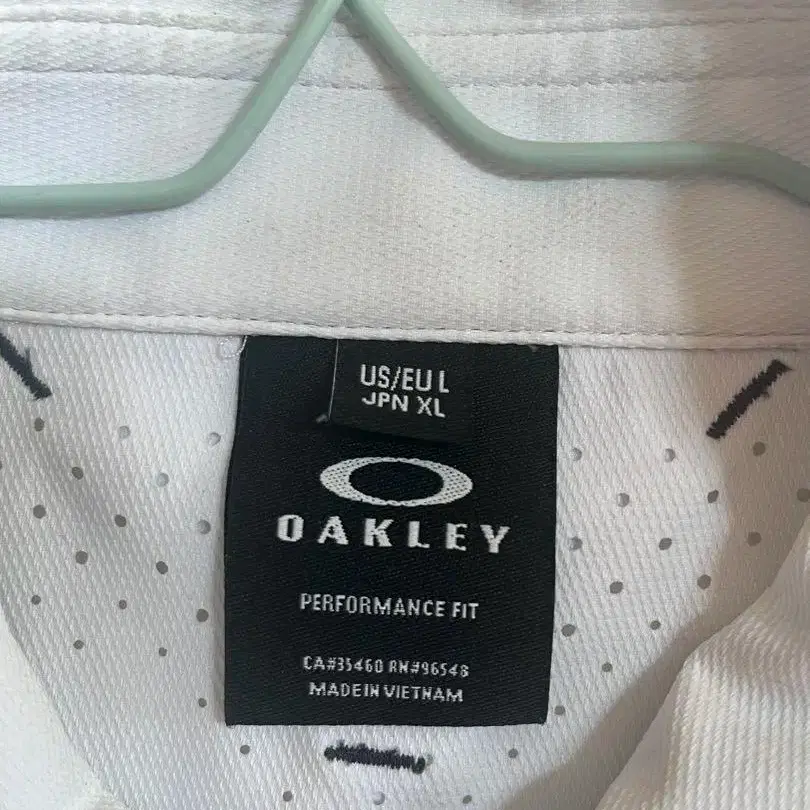 US/EU L
JPN XL
OAKLEY
PERFORMANCE FIT
CA#35460 RN#96548
MADE IN VIETNAM